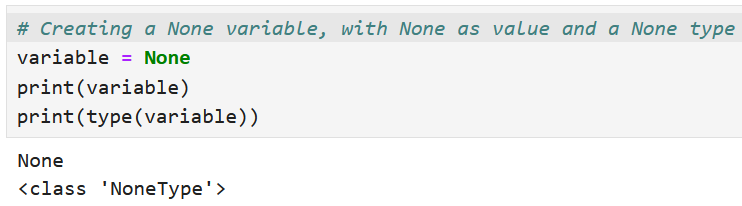 # Creating a None variable, with None as value and a None type
variable = None
print(variable)
print(type(variable))
None
<class 'NoneType'>